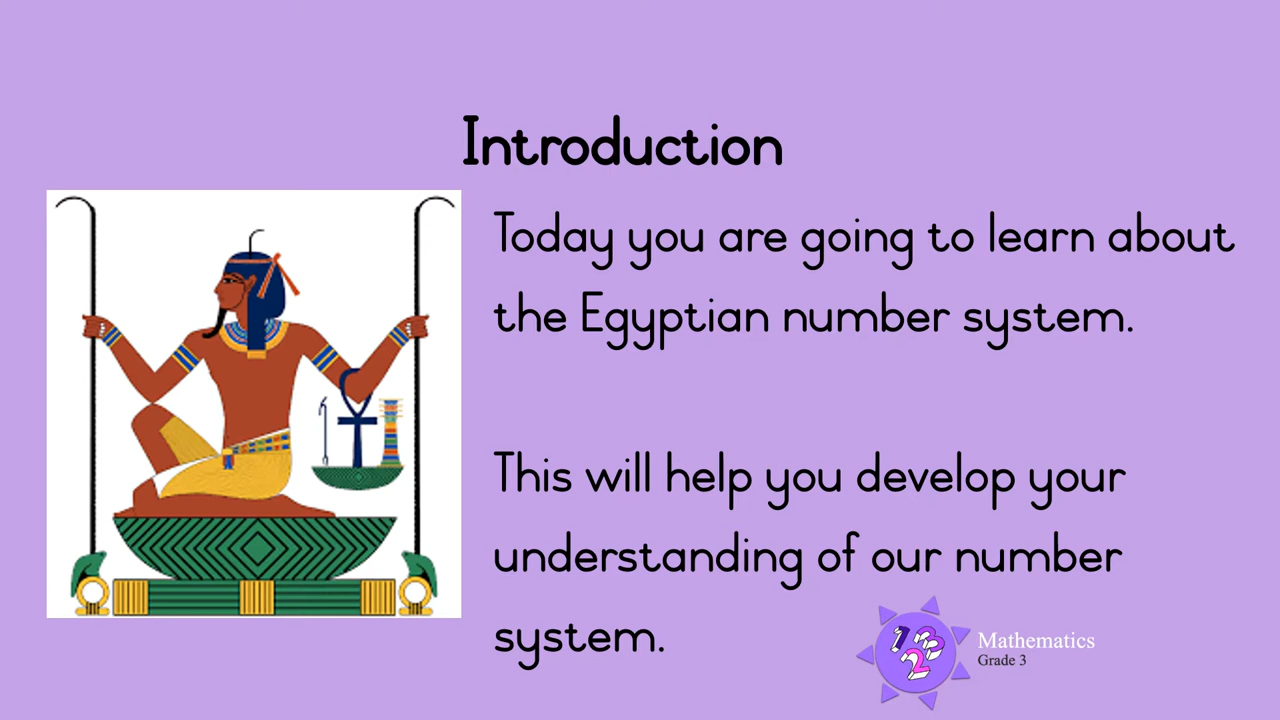 Introduction
Today you are going to learn about
the Egyptian number system.
This will help you develop your
understanding of our number
system.
123
Mathematics
Grade 3